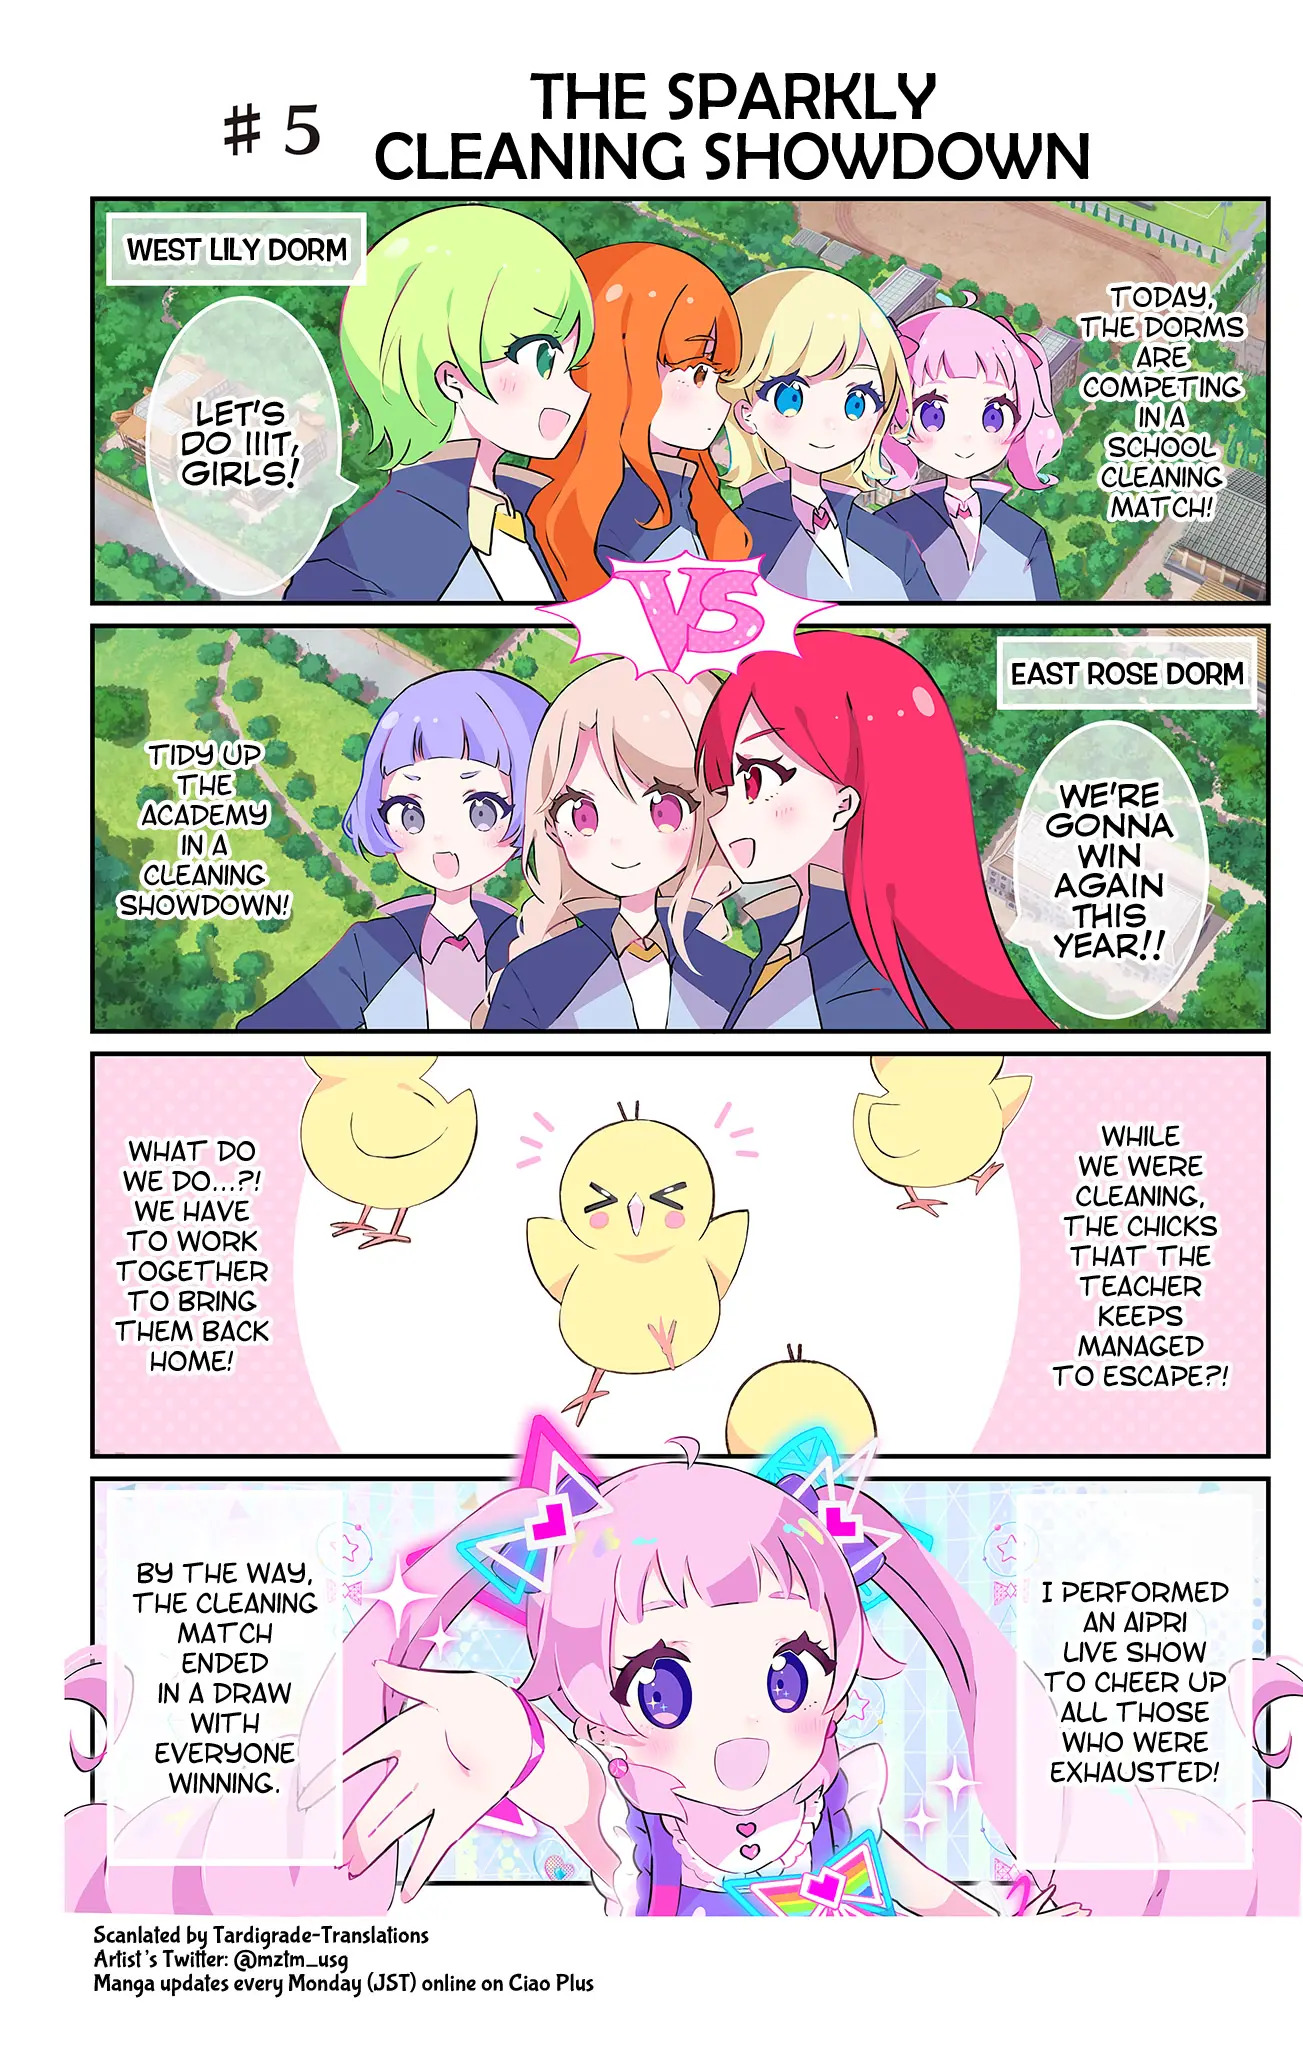 #5
THE SPARKLY
CLEANING SHOWDOWN
TODAY,
THE DORMS
ARE
COMPETING
IN A
SCHOOL
CLEANING
MATCH!
WEST LILY DORM
LET'S
DO IIIT,
GIRLS!
VS
EAST ROSE DORM
WE'RE
GONNA
WIN
AGAIN
THIS
YEAR!!
TIDY UP
THE
ACADEMY
IN A
CLEANING
SHOWDOWN!
WHILE
WE WERE
CLEANING,
THE CHICKS
THAT THE
TEACHER
KEEPS
MANAGED
TO ESCAPE?!
WHAT DO
WE DO...?!
WE HAVE
TO WORK
TOGETHER
TO BRING
THEM BACK
HOME!
I PERFORMED
AN AIPRI
LIVE SHOW
TO CHEER UP
ALL THOSE
WHO WERE
EXHAUSTED!
BY THE WAY,
THE CLEANING
MATCH
ENDED
IN A DRAW
WITH
EVERYONE
WINNING.
Scanlated by Tardigrade-Translations
Artist's Twitter: @mztm_usg
Manga updates every Monday (JST) online on Ciao Plus